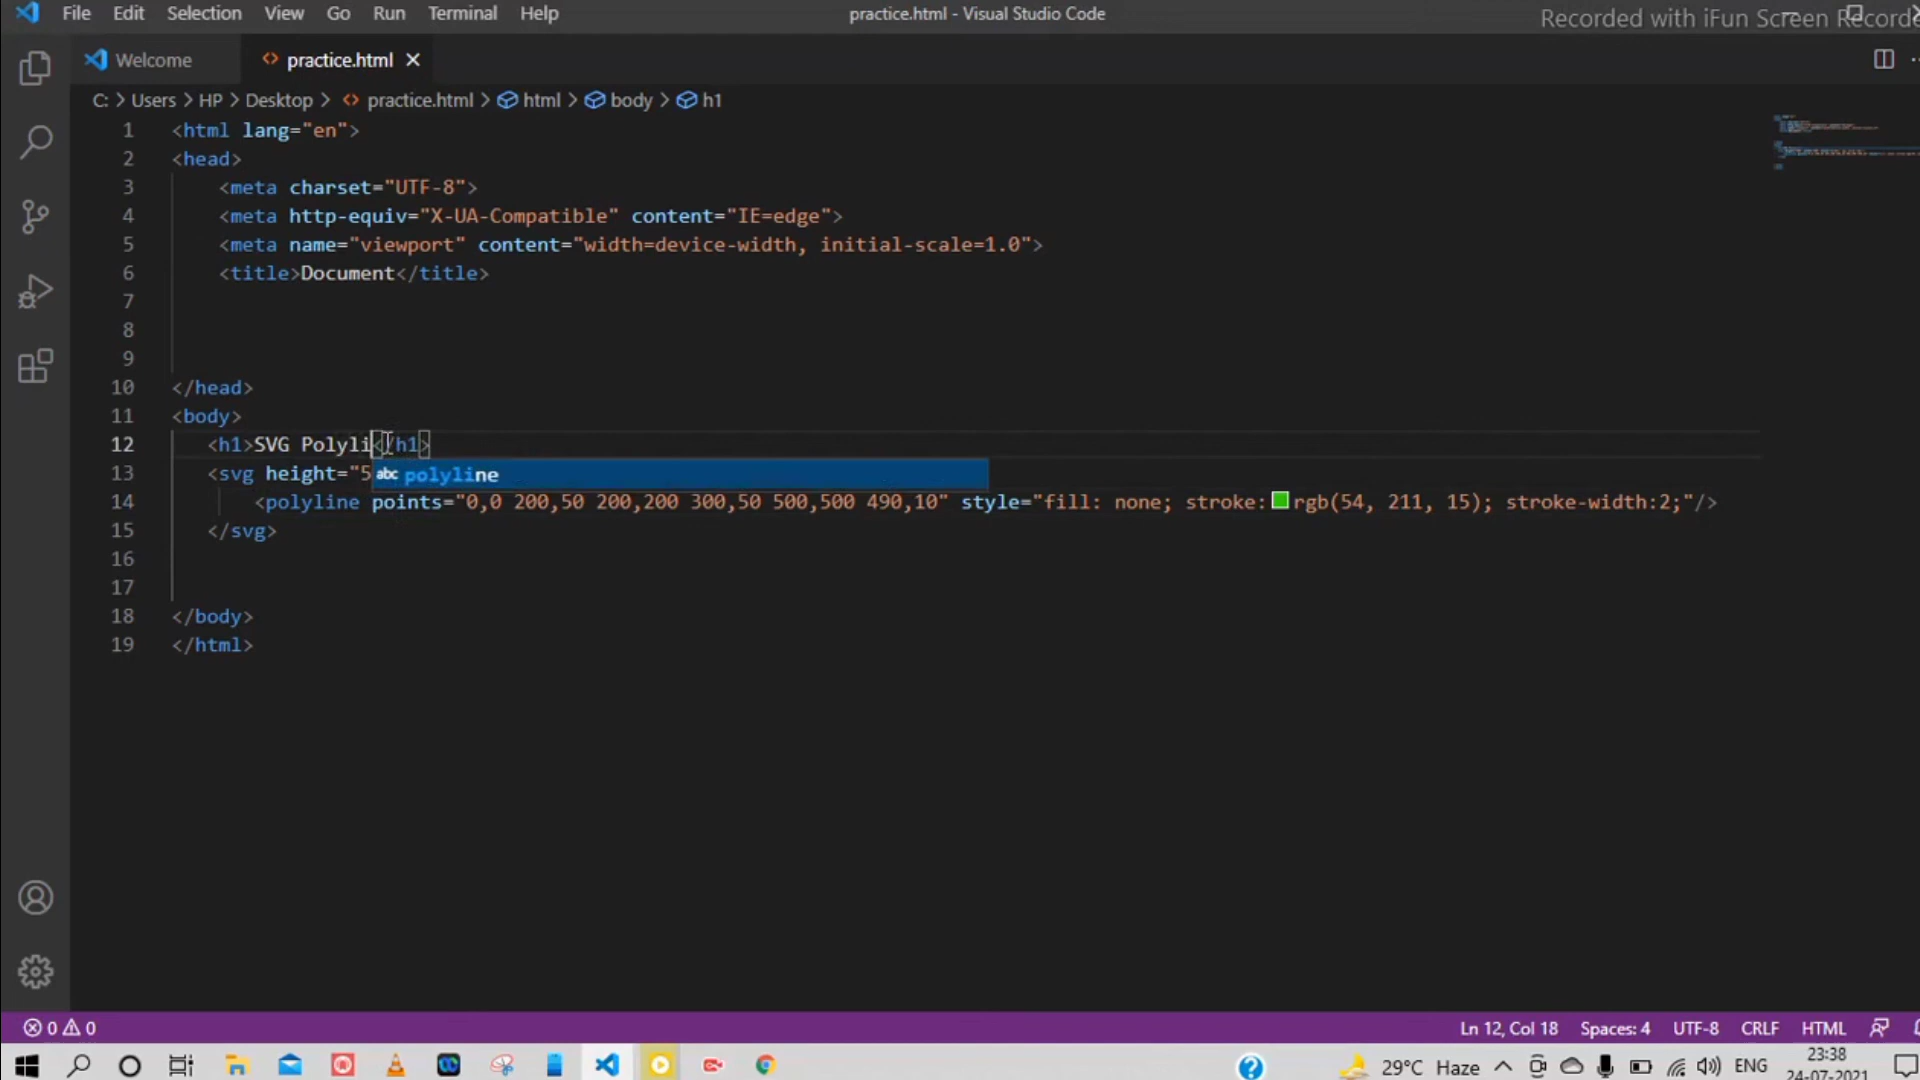 File Edit Selection View Go Run Terminal Help practice.html - Visual Studio Code Recorded with iFun Screen Recorde
Welcome practice.html
C: > Users > HP > Desktop > practice.html > html > body > h1
1 <html lang="en">
2 <head>
3 <meta charset="UTF-8">
4 <meta http-equiv="X-UA-Compatible" content="IE=edge">
5 <meta name="viewport" content="width=device-width, initial-scale=1.0">
6 <title>Document</title>
7
8
9
10 </head>
11 <body>
12 <h1>SVG Polyli</h1>
13 <svg height="5
abc polyline
14 <polyline points="0,0 200,50 200,200 300,50 500,500 490,10" style="fill: none; stroke:rgb(54, 211, 15); stroke-width:2;"/>
15 </svg>
16
17
18 </body>
19 </html>
0 0 Ln 12, Col 18 Spaces: 4 UTF-8 CRLF HTML
29°C Haze ENG 23:38
24-07-2021